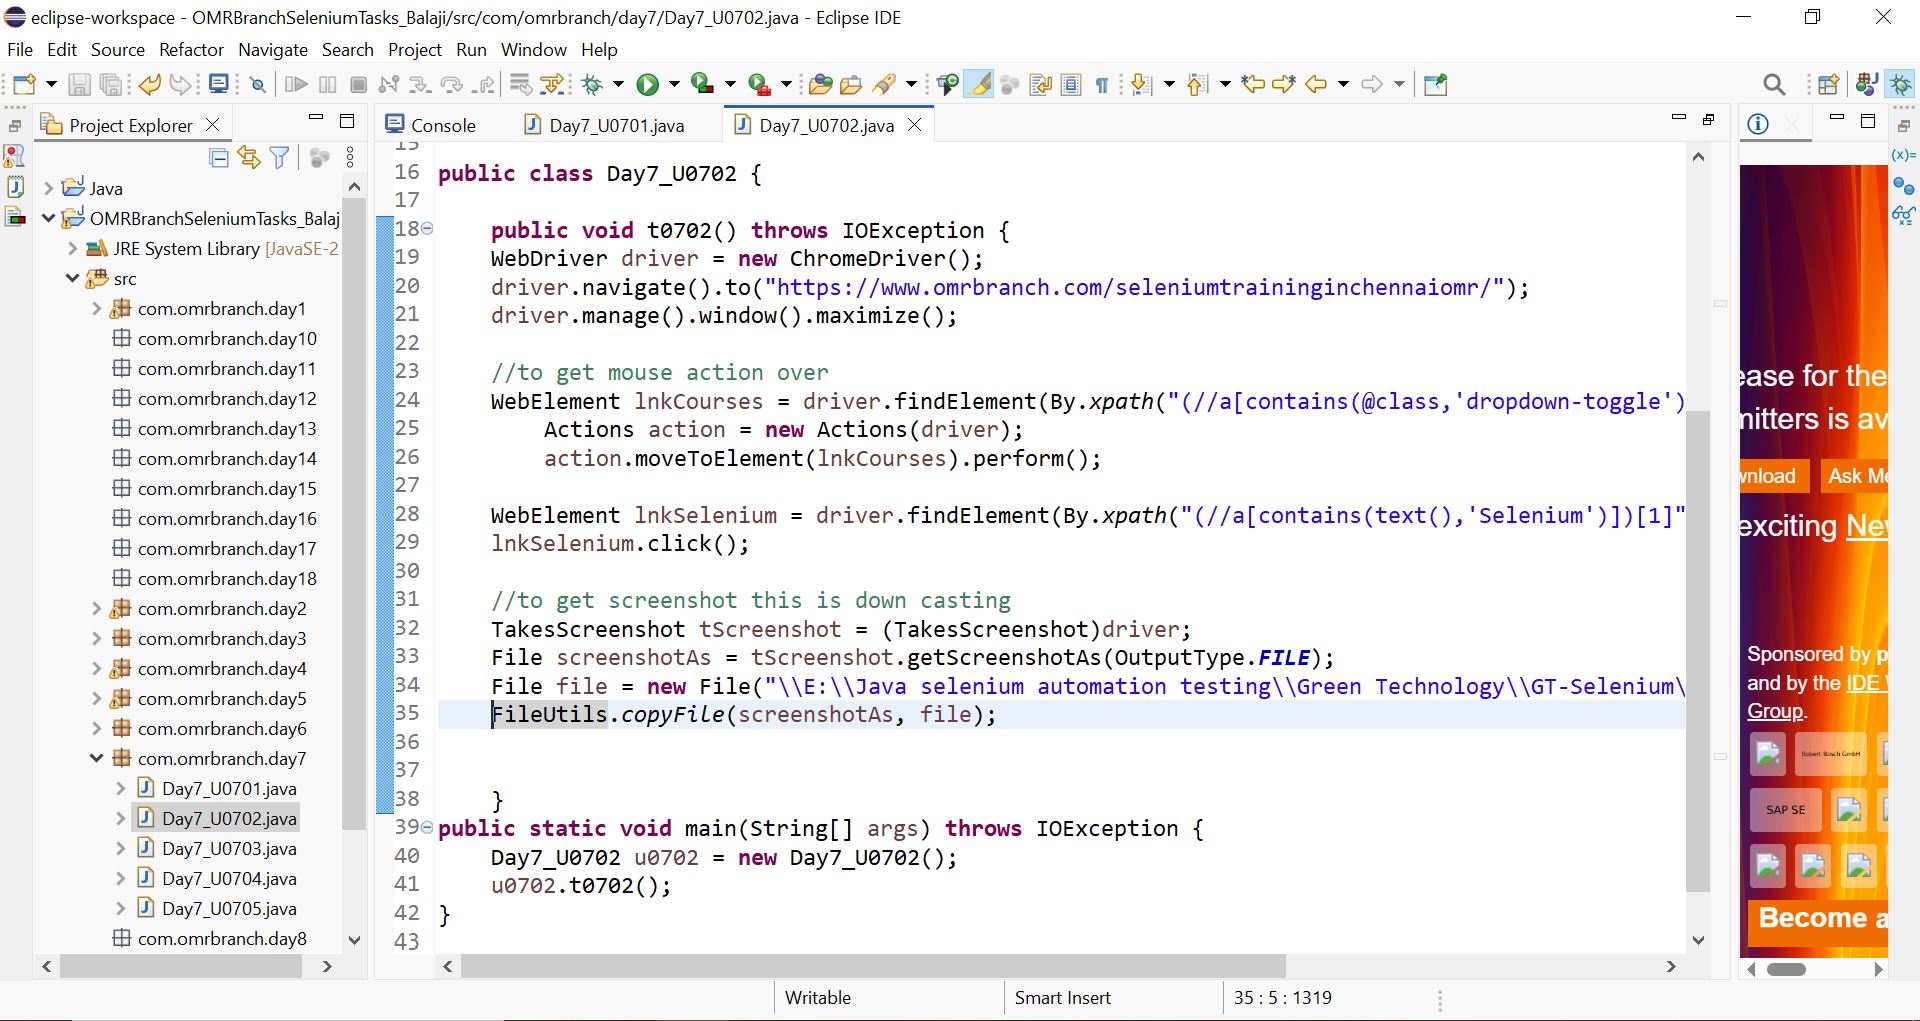 eclipse-workspace - OMRBranchSeleniumTasks_Balaji/src/com/omrbranch/day7/Day7_U0702.java - Eclipse IDE
File Edit Source Refactor Navigate Search Project Run Window Help
Project Explorer
Console
Day7_U0701.java
Day7_U0702.java
Java
OMRBranchSeleniumTasks_Balaj
JRE System Library [JavaSE-2
src
com.omrbranch.day1
com.omrbranch.day10
com.omrbranch.day11
com.omrbranch.day12
com.omrbranch.day13
com.omrbranch.day14
com.omrbranch.day15
com.omrbranch.day16
com.omrbranch.day17
com.omrbranch.day18
com.omrbranch.day2
com.omrbranch.day3
com.omrbranch.day4
com.omrbranch.day5
com.omrbranch.day6
com.omrbranch.day7
Day7_U0701.java
Day7_U0702.java
Day7_U0703.java
Day7_U0704.java
Day7_U0705.java
com.omrbranch.day8
15
16 public class Day7_U0702 {
17
18 public void t0702() throws IOException {
19 WebDriver driver = new ChromeDriver();
20 driver.navigate().to("https://www.omrbranch.com/seleniumtraininginchennaiomr/");
21 driver.manage().window().maximize();
22
23 //to get mouse action over
24 WebElement lnkCourses = driver.findElement(By.xpath("(//a[contains(@class,'dropdown-toggle')
25 Actions action = new Actions(driver);
26 action.moveToElement(lnkCourses).perform();
27
28 WebElement lnkSelenium = driver.findElement(By.xpath("(//a[contains(text(),'Selenium')])[1]"
29 lnkSelenium.click();
30
31 //to get screenshot this is down casting
32 TakesScreenshot tScreenshot = (TakesScreenshot)driver;
33 File screenshotAs = tScreenshot.getScreenshotAs(OutputType.FILE);
34 File file = new File("\\E:\\Java selenium automation testing\\Green Technology\\GT-Selenium\
35 FileUtils.copyFile(screenshotAs, file);
36
37
38 }
39 public static void main(String[] args) throws IOException {
40 Day7_U0702 u0702 = new Day7_U0702();
41 u0702.t0702();
42 }
43
(x)=
ease for the
mitters is av
wnload
Ask Me
exciting Nev
Sponsored by p
and by the IDE W
Group.
Robert Bosch GmbH
SAP SE
Become a
Writable
Smart Insert
35 : 5 : 1319